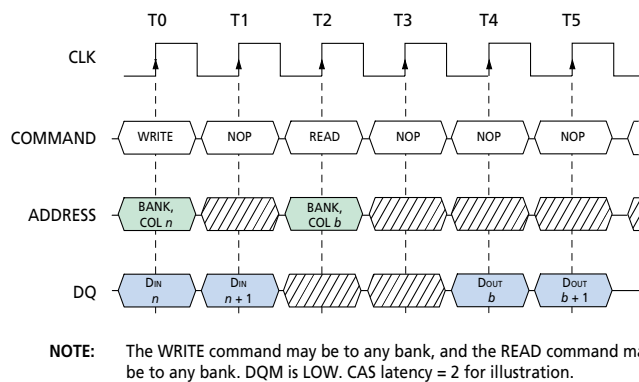 T0 T1 T2 T3 T4 T5
CLK
COMMAND WRITE NOP READ NOP NOP NOP
ADDRESS BANK, COL n BANK, COL b
DQ DIN n DIN n + 1 DOUT b DOUT b + 1
NOTE: The WRITE command may be to any bank, and the READ command ma
be to any bank. DQM is LOW. CAS latency = 2 for illustration.